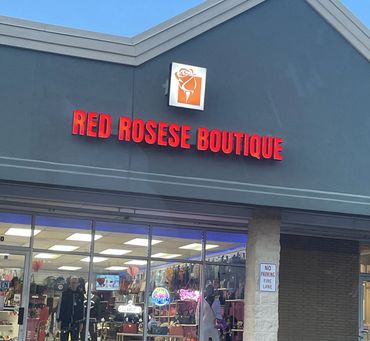 RED ROSESE BOUTIQUE
NO
PARKING
FIRE
LANE